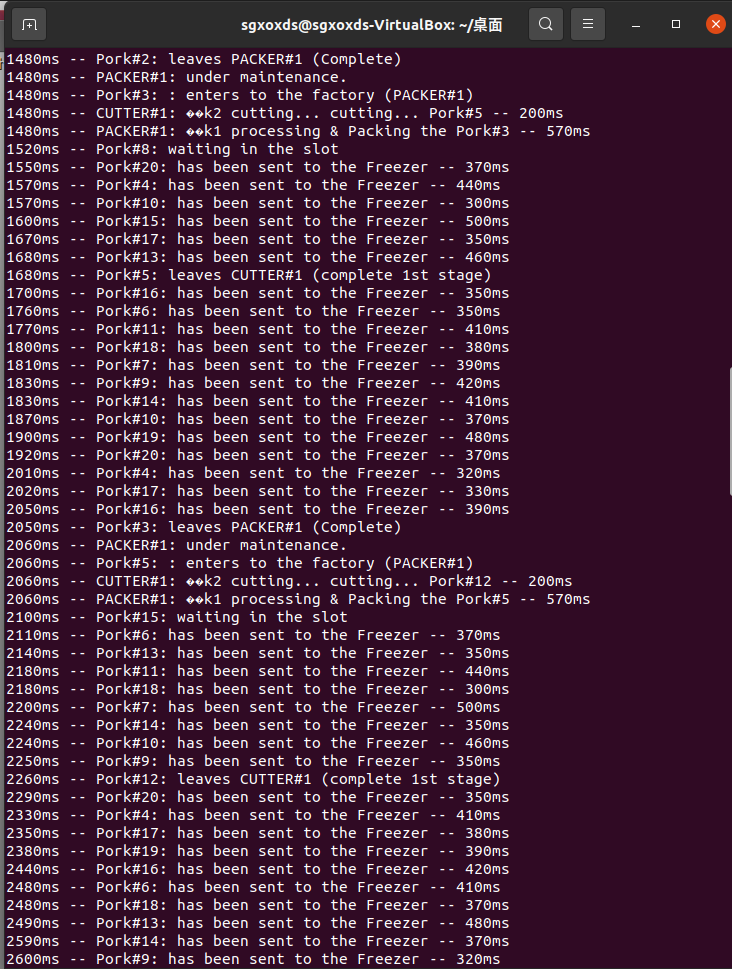 sgxoxds@sgxoxds-VirtualBox: ~/桌面
1480ms -- Pork#2: leaves PACKER#1 (Complete)
1480ms -- PACKER#1: under maintenance.
1480ms -- Pork#3: : enters to the factory (PACKER#1)
1480ms -- CUTTER#1: ��k2 cutting... cutting... Pork#5 -- 200ms
1480ms -- PACKER#1: ��k1 processing & Packing the Pork#3 -- 570ms
1520ms -- Pork#8: waiting in the slot
1550ms -- Pork#20: has been sent to the Freezer -- 370ms
1570ms -- Pork#4: has been sent to the Freezer -- 440ms
1570ms -- Pork#10: has been sent to the Freezer -- 300ms
1600ms -- Pork#15: has been sent to the Freezer -- 500ms
1670ms -- Pork#17: has been sent to the Freezer -- 350ms
1680ms -- Pork#13: has been sent to the Freezer -- 460ms
1680ms -- Pork#5: leaves CUTTER#1 (complete 1st stage)
1700ms -- Pork#16: has been sent to the Freezer -- 350ms
1760ms -- Pork#6: has been sent to the Freezer -- 350ms
1770ms -- Pork#11: has been sent to the Freezer -- 410ms
1800ms -- Pork#18: has been sent to the Freezer -- 380ms
1810ms -- Pork#7: has been sent to the Freezer -- 390ms
1830ms -- Pork#9: has been sent to the Freezer -- 420ms
1830ms -- Pork#14: has been sent to the Freezer -- 410ms
1870ms -- Pork#10: has been sent to the Freezer -- 370ms
1900ms -- Pork#19: has been sent to the Freezer -- 480ms
1920ms -- Pork#20: has been sent to the Freezer -- 370ms
2010ms -- Pork#4: has been sent to the Freezer -- 320ms
2020ms -- Pork#17: has been sent to the Freezer -- 330ms
2050ms -- Pork#16: has been sent to the Freezer -- 390ms
2050ms -- Pork#3: leaves PACKER#1 (Complete)
2060ms -- PACKER#1: under maintenance.
2060ms -- Pork#5: : enters to the factory (PACKER#1)
2060ms -- CUTTER#1: ��k2 cutting... cutting... Pork#12 -- 200ms
2060ms -- PACKER#1: ��k1 processing & Packing the Pork#5 -- 570ms
2100ms -- Pork#15: waiting in the slot
2110ms -- Pork#6: has been sent to the Freezer -- 370ms
2140ms -- Pork#13: has been sent to the Freezer -- 350ms
2180ms -- Pork#11: has been sent to the Freezer -- 440ms
2180ms -- Pork#18: has been sent to the Freezer -- 300ms
2200ms -- Pork#7: has been sent to the Freezer -- 500ms
2240ms -- Pork#14: has been sent to the Freezer -- 350ms
2240ms -- Pork#10: has been sent to the Freezer -- 460ms
2250ms -- Pork#9: has been sent to the Freezer -- 350ms
2260ms -- Pork#12: leaves CUTTER#1 (complete 1st stage)
2290ms -- Pork#20: has been sent to the Freezer -- 350ms
2330ms -- Pork#4: has been sent to the Freezer -- 410ms
2350ms -- Pork#17: has been sent to the Freezer -- 380ms
2380ms -- Pork#19: has been sent to the Freezer -- 390ms
2440ms -- Pork#16: has been sent to the Freezer -- 420ms
2480ms -- Pork#6: has been sent to the Freezer -- 410ms
2480ms -- Pork#18: has been sent to the Freezer -- 370ms
2490ms -- Pork#13: has been sent to the Freezer -- 480ms
2590ms -- Pork#14: has been sent to the Freezer -- 370ms
2600ms -- Pork#9: has been sent to the Freezer -- 320ms